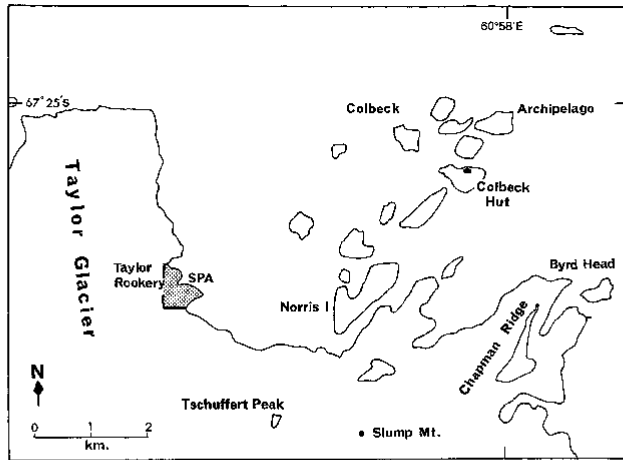 60°58'E
67°25'S
Colbeck
Archipelago
Colbeck
Hut
Taylor Glacier
Taylor
Rookery
SPA
Byrd Head
Norris I
Chapman Ridge
N
Tschuffert Peak
0 1 2
km.
Slump Mt.